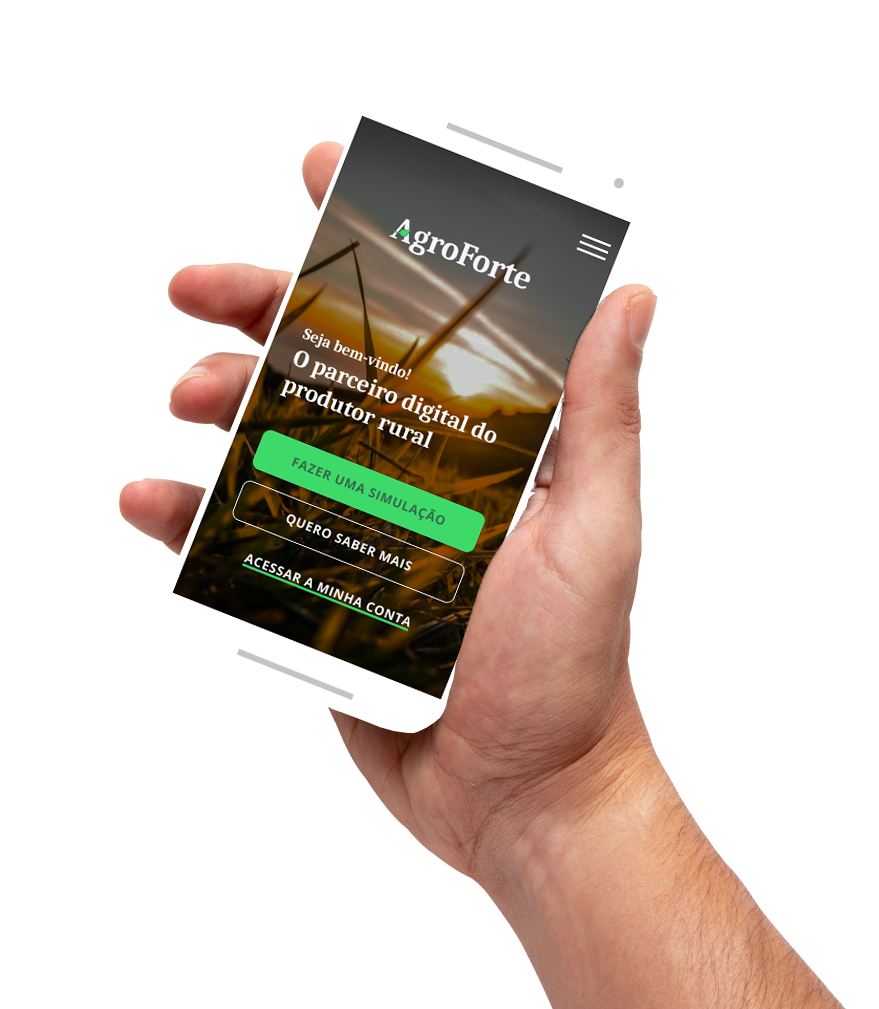 AgroForte
Seja bem-vindo!
O parceiro digital do
produtor rural
FAZER UMA SIMULAÇÃO
QUERO SABER MAIS
ACESSAR A MINHA CONTA